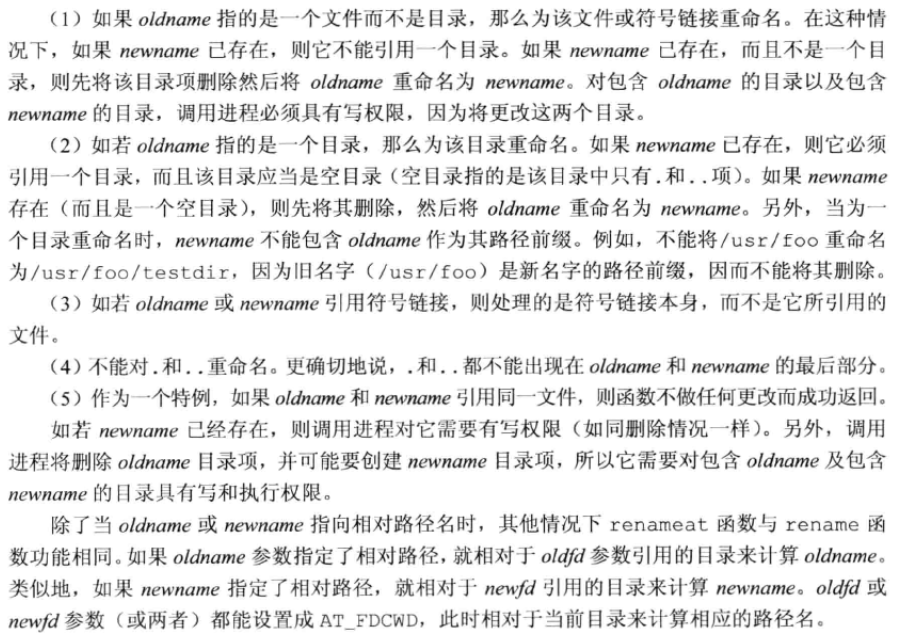 （1）如果 oldname 指的是一个文件而不是目录，那么为该文件或符号链接重命名。在这种情
况下，如果 newname 已存在，则它不能引用一个目录。如果 newname 已存在，而且不是一个目
录，则先将该目录项删除然后将 oldname 重命名为 newname。对包含 oldname 的目录以及包含
newname 的目录，调用进程必须具有写权限，因为将更改这两个目录。
（2）如若 oldname 指的是一个目录，那么为该目录重命名。如果 newname 已存在，则它必须
引用一个目录，而且该目录应当是空目录（空目录指的是该目录中只有.和..项）。如果 newname
存在（而且是一个空目录），则先将其删除，然后将 oldname 重命名为 newname。另外，当为一
个目录重命名时，newname 不能包含 oldname 作为其路径前缀。例如，不能将/usr/foo 重命名
为/usr/foo/testdir，因为旧名字（/usr/foo）是新名字的路径前缀，因而不能将其删除。
（3）如若 oldname 或 newname 引用符号链接，则处理的是符号链接本身，而不是它所引用的
文件。
（4）不能对.和..重命名。更确切地说，.和..都不能出现在 oldname 和 newname 的最后部分。
（5）作为一个特例，如果 oldname 和 newname 引用同一文件，则函数不做任何更改而成功返回。
如若 newname 已经存在，则调用进程对它需要有写权限（如同删除情况一样）。另外，调用
进程将删除 oldname 目录项，并可能要创建 newname 目录项，所以它需要对包含 oldname 及包含
newname 的目录具有写和执行权限。
除了当 oldname 或 newname 指向相对路径名时，其他情况下 renameat 函数与 rename 函
数功能相同。如果 oldname 参数指定了相对路径，就相对于 oldfd 参数引用的目录来计算 oldname。
类似地，如果 newname 指定了相对路径，就相对于 newfd 引用的目录来计算 newname。oldfd 或
newfd 参数（或两者）都能设置成 AT_FDCWD，此时相对于当前目录来计算相应的路径名。